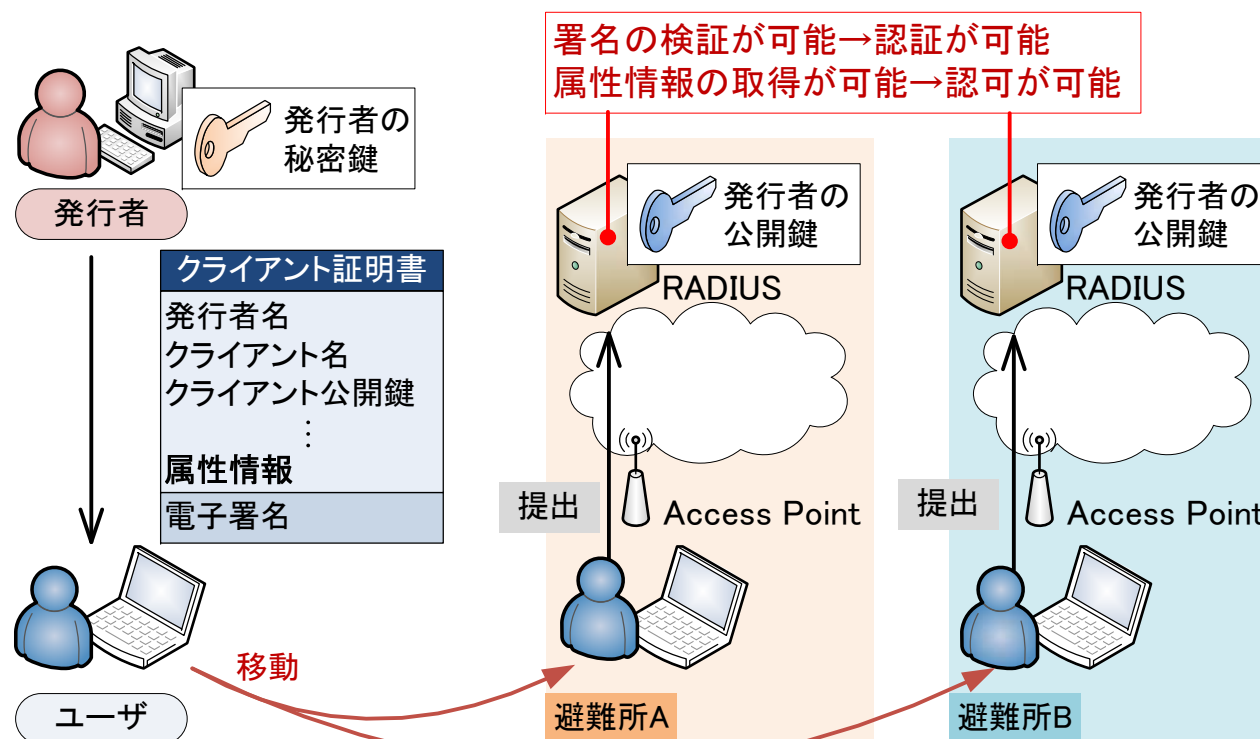 署名の検証が可能→認証が可能
属性情報の取得が可能→認可が可能
発行者の
秘密鍵
発行者
クライアント証明書
発行者名
クライアント名
クライアント公開鍵
⋮
属性情報
電子署名
ユーザ
移動
発行者の
公開鍵
RADIUS
提出
Access Point
避難所A
発行者の
公開鍵
RADIUS
提出
Access Point
避難所B